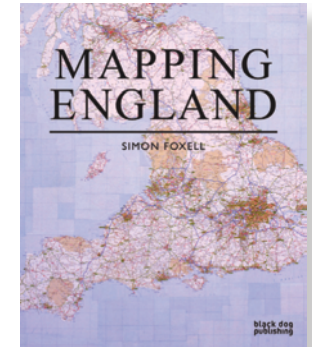 MAPPING
ENGLAND
SIMON FOXELL
black dog
publishing